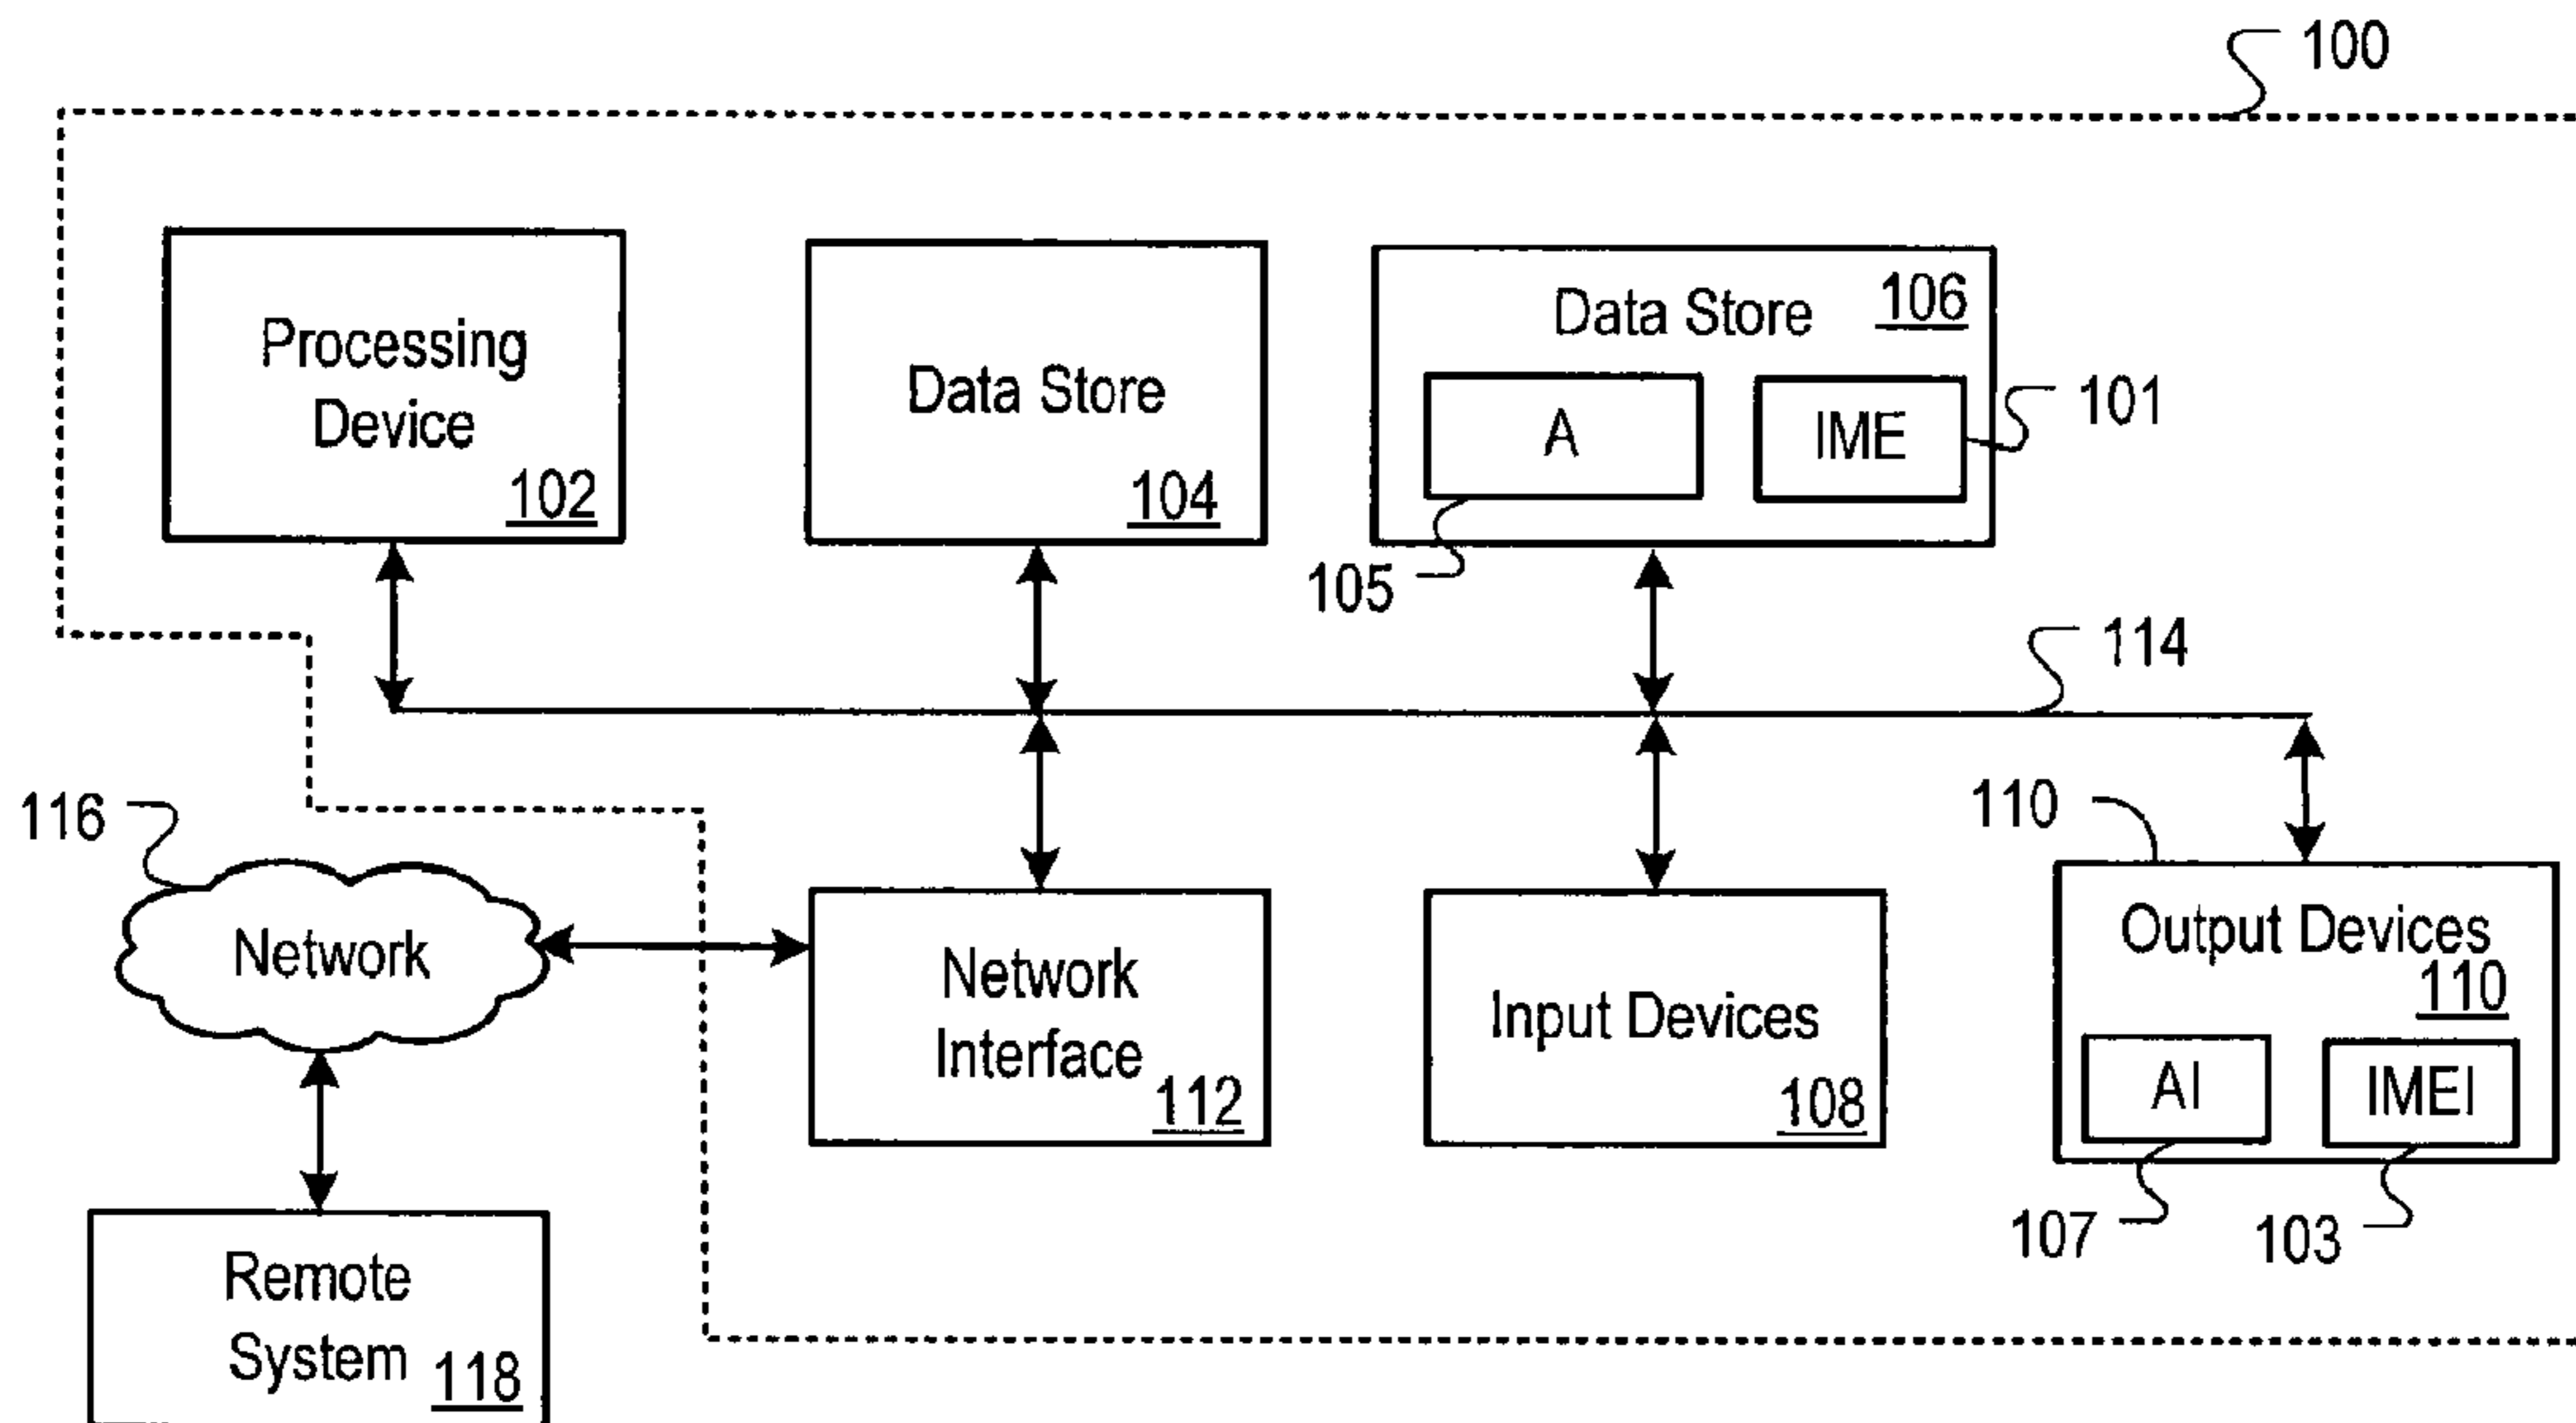 100
Processing
Device
102
Data Store
104
Data Store
106
A
IME
101
105
114
116
Network
Network
Interface
112
Input Devices
108
110
Output Devices
110
AI
IMEI
107
103
Remote
System
118